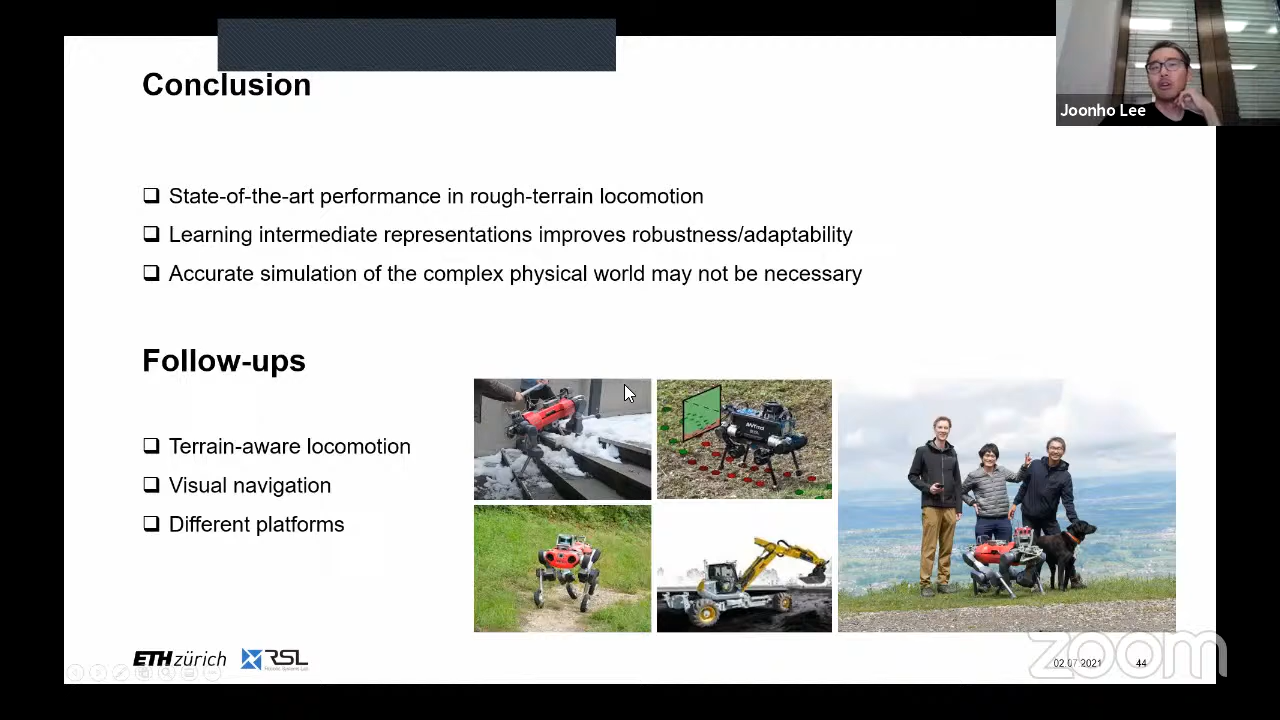 Conclusion
Joonho Lee
State-of-the-art performance in rough-terrain locomotion
Learning intermediate representations improves robustness/adaptability
Accurate simulation of the complex physical world may not be necessary
Follow-ups
Terrain-aware locomotion
Visual navigation
Different platforms
ETH zürich
RSL
02.07.2021
44
zoom